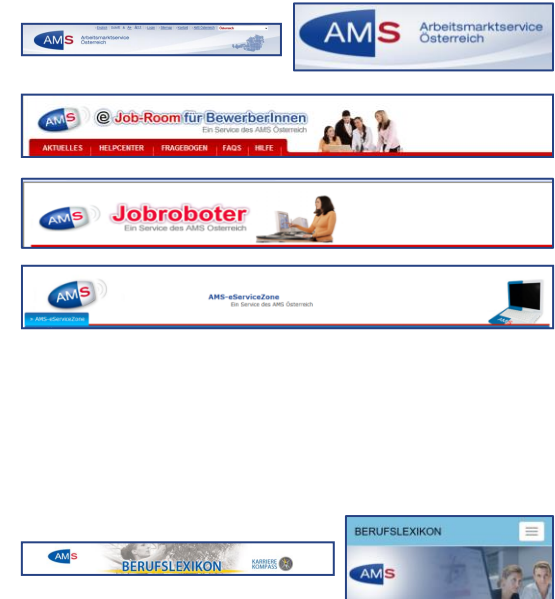 AMS
Arbeitsmarktservice
Österreich
AMS
Arbeitsmarktservice
Österreich
AMS
@ Job-Room für BewerberInnen
Ein Service des AMS Österreich
AKTUELLES HELPCENTER FRAGEBOGEN FAQS HILFE
AMS
Jobroboter
Ein Service des AMS Österreich
AMS
AMS-eServiceZone
Ein Service des AMS Österreich
> AMS-eServiceZone
BERUFSLEXIKON
AMS
BERUFSLEXIKON
KARRIERE
KOMPASS
AMS